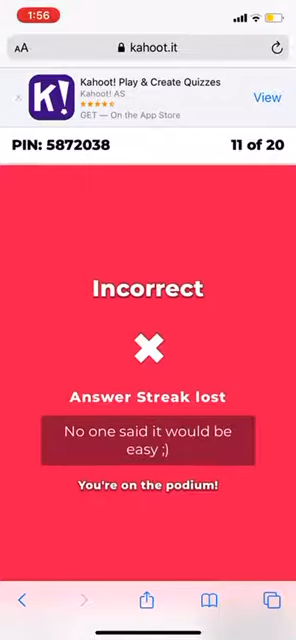 1:56
AA
kahoot.it
Kahoot! Play & Create Quizzes
Kahoot! AS
GET — On the App Store
View
K!
PIN: 5872038
11 of 20
Incorrect
Answer Streak lost
No one said it would be
easy ;)
You're on the podium!